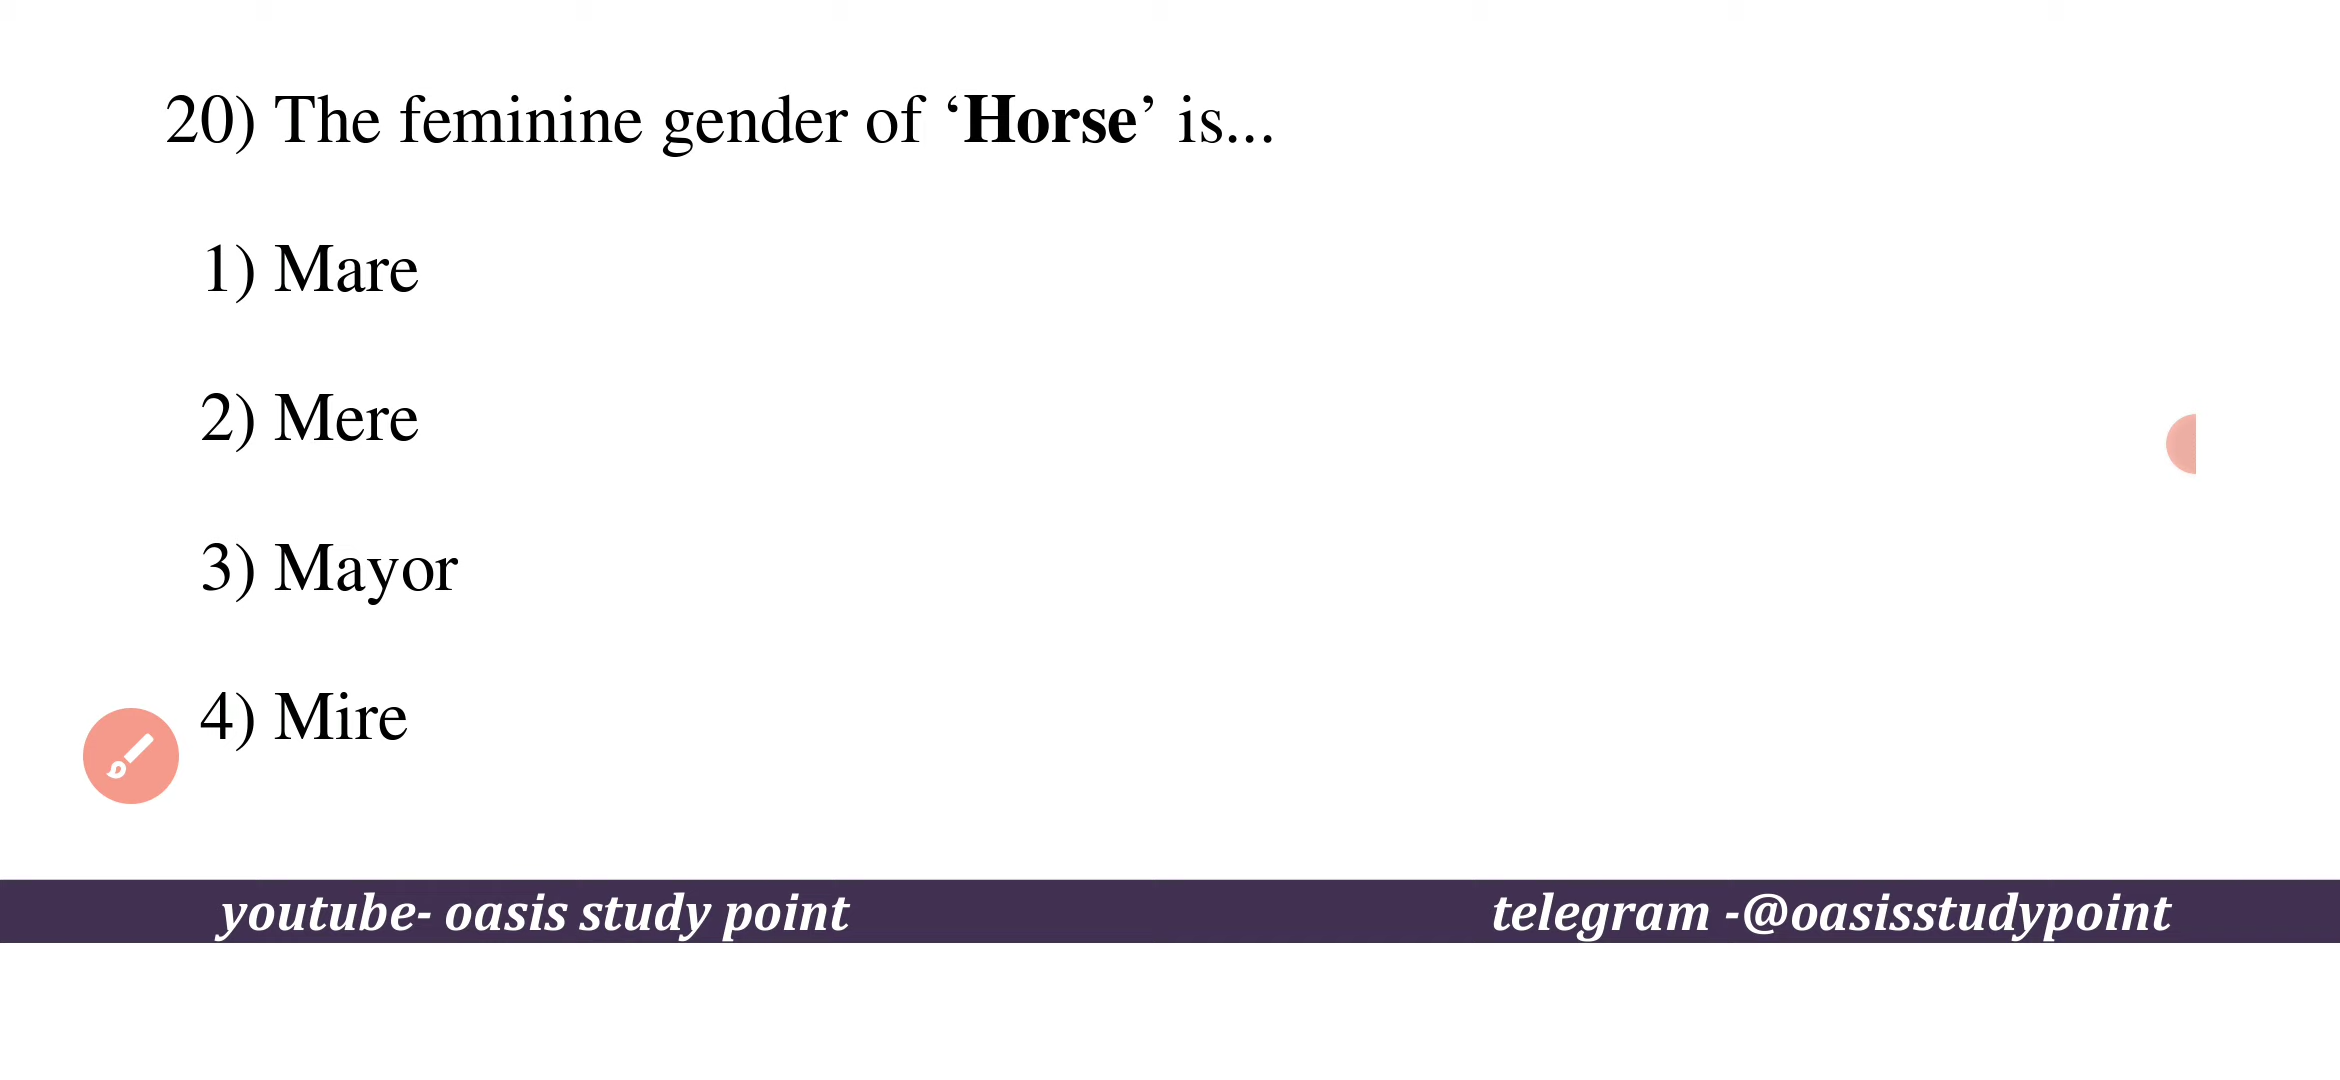 20) The feminine gender of ‘Horse’ is...
1) Mare
2) Mere
3) Mayor
4) Mire
youtube- oasis study point
telegram -@oasisstudypoint